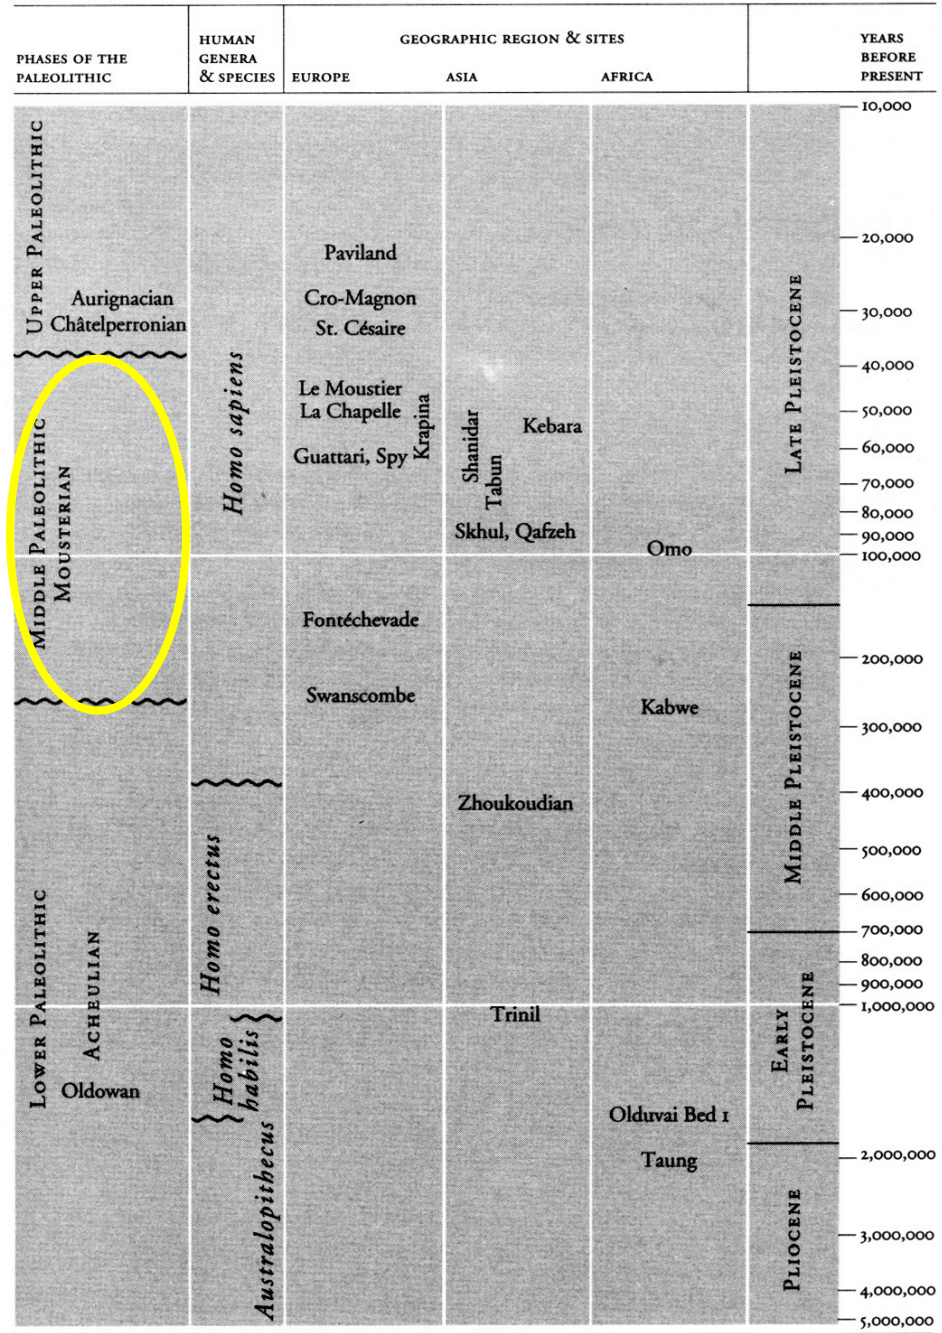 PHASES OF THE
PALEOLITHIC
HUMAN
GENERA
& SPECIES
GEOGRAPHIC REGION & SITES
EUROPE
ASIA
AFRICA
YEARS
BEFORE
PRESENT
UPPER PALEOLITHIC
Aurignacian
Châtelperronian
MIDDLE PALEOLITHIC
MOUSTERIAN
LOWER PALEOLITHIC
ACHEULIAN
Oldowan
Homo sapiens
Homo erectus
Homo
habilis
Australopithecus
Paviland
Cro-Magnon
St. Césaire
Le Moustier
La Chapelle
Krapina
Guattari, Spy
Fontéchevade
Swanscombe
Shanidar
Tabun
Kebara
Skhul, Qafzeh
Zhoukoudian
Trinil
Omo
Kabwe
Olduvai Bed I
Taung
LATE PLEISTOCENE
MIDDLE PLEISTOCENE
EARLY
PLEISTOCENE
PLIOCENE
10,000
20,000
30,000
40,000
50,000
60,000
70,000
80,000
90,000
100,000
200,000
300,000
400,000
500,000
600,000
700,000
800,000
900,000
1,000,000
2,000,000
3,000,000
4,000,000
5,000,000